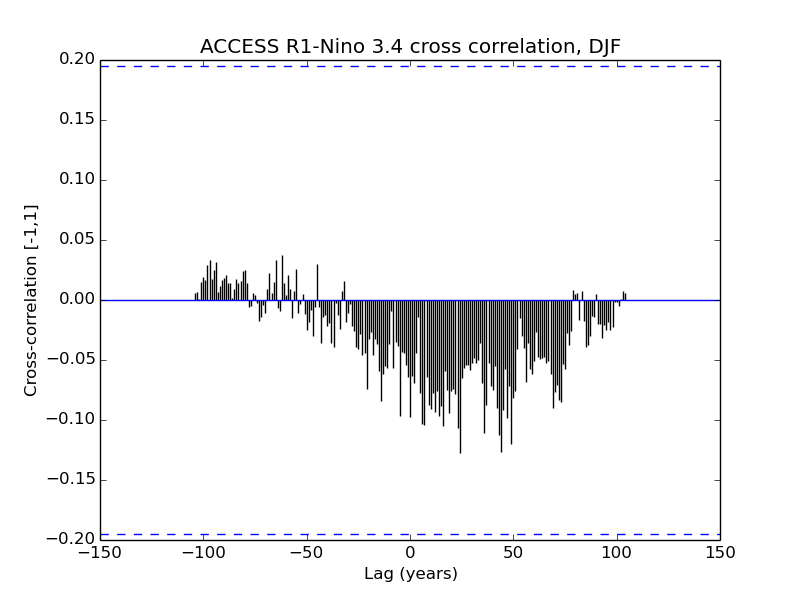 ACCESS R1-Nino 3.4 cross correlation, DJF
0.20
0.15
0.10
0.05
0.00
−0.05
−0.10
−0.15
−0.20
Cross-correlation [-1,1]
−150 −100 −50 0 50 100 150
Lag (years)